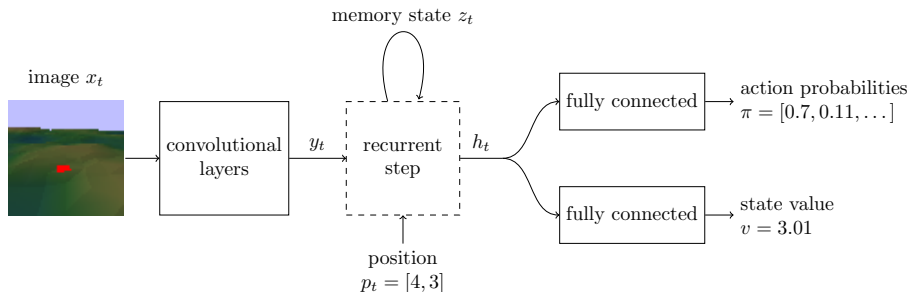 memory state z_t
image x_t
convolutional
layers
y_t
recurrent
step
h_t
fully connected
action probabilities
π = [0.7, 0.11, . . . ]
fully connected
state value
v = 3.01
position
p_t = [4, 3]